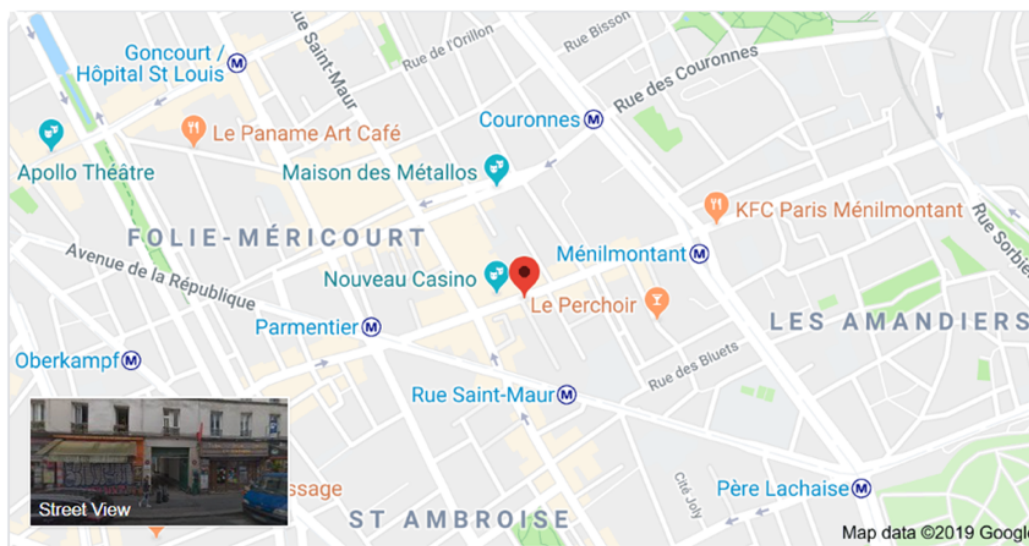 Goncourt /
Hôpital St Louis
Rue Saint-Maur
Rue de l'Orillon
Rue Bisson
Rue des Couronnes
Le Paname Art Café
Couronnes
Apollo Théâtre
Maison des Métallos
KFC Paris Ménilmontant
Rue Sorbier
FOLIE-MÉRICOURT
Avenue de la République
Ménilmontant
Nouveau Casino
Le Perchoir
LES AMANDIERS
Parmentier
Oberkampf
Rue des Bluets
Rue Saint-Maur
Street View
ssage
Cité Joly
Père Lachaise
ST AMBROISE
Map data ©2019 Google